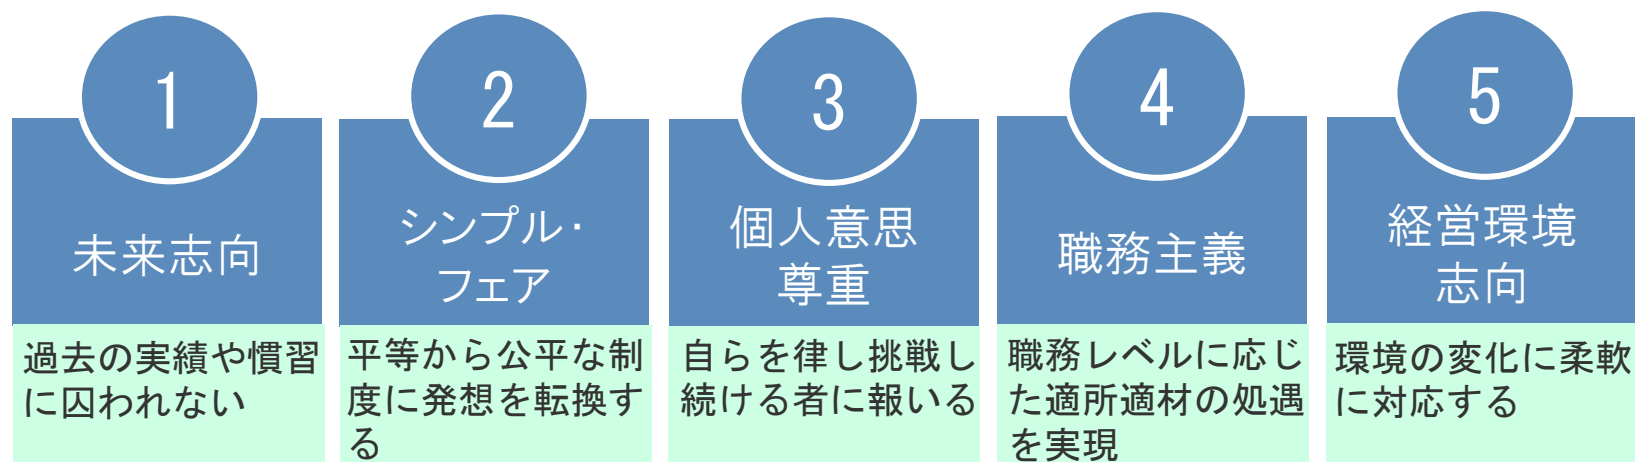 1
未来志向
過去の実績や慣習
に囚われない
2
シンプル・
フェア
平等から公平な制
度に発想を転換す
る
3
個人意思
尊重
自らを律し挑戦し
続ける者に報いる
4
職務主義
職務レベルに応じ
た適所適材の処遇
を実現
5
経営環境
志向
環境の変化に柔軟
に対応する